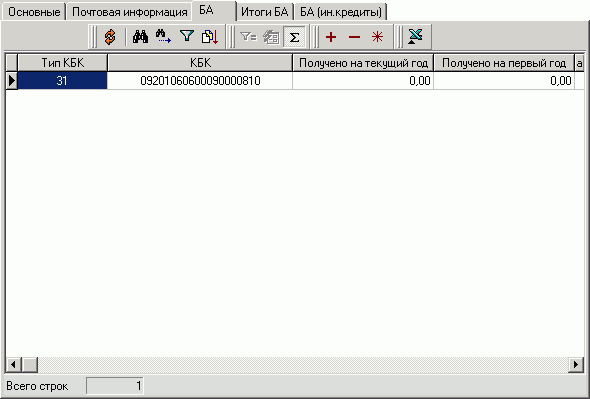 Основные Почтовая информация БА Итоги БА БА (ин.кредиты)
Σ
Тип КБК КБК Получено на текущий год Получено на первый год а
31 09201060600090000810 0,00 0,00
Всего строк 1